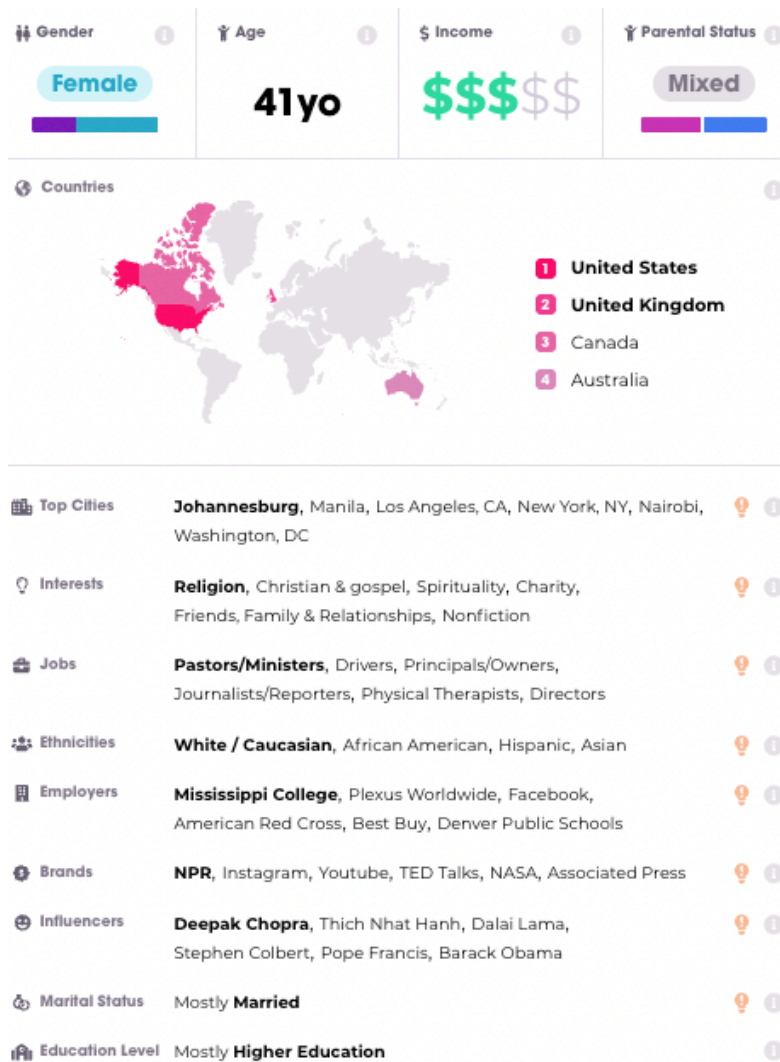 Gender
Age
$ Income
Parental Status
Female
41yo
$$$$$
Mixed
Countries
1 United States
2 United Kingdom
3 Canada
4 Australia
Top Cities
Johannesburg, Manila, Los Angeles, CA, New York, NY, Nairobi,
Washington, DC
Interests
Religion, Christian & gospel, Spirituality, Charity,
Friends, Family & Relationships, Nonfiction
Jobs
Pastors/Ministers, Drivers, Principals/Owners,
Journalists/Reporters, Physical Therapists, Directors
Ethnicities
White / Caucasian, African American, Hispanic, Asian
Employers
Mississippi College, Plexus Worldwide, Facebook,
American Red Cross, Best Buy, Denver Public Schools
Brands
NPR, Instagram, Youtube, TED Talks, NASA, Associated Press
Influencers
Deepak Chopra, Thich Nhat Hanh, Dalai Lama,
Stephen Colbert, Pope Francis, Barack Obama
Marital Status
Mostly Married
Education Level
Mostly Higher Education